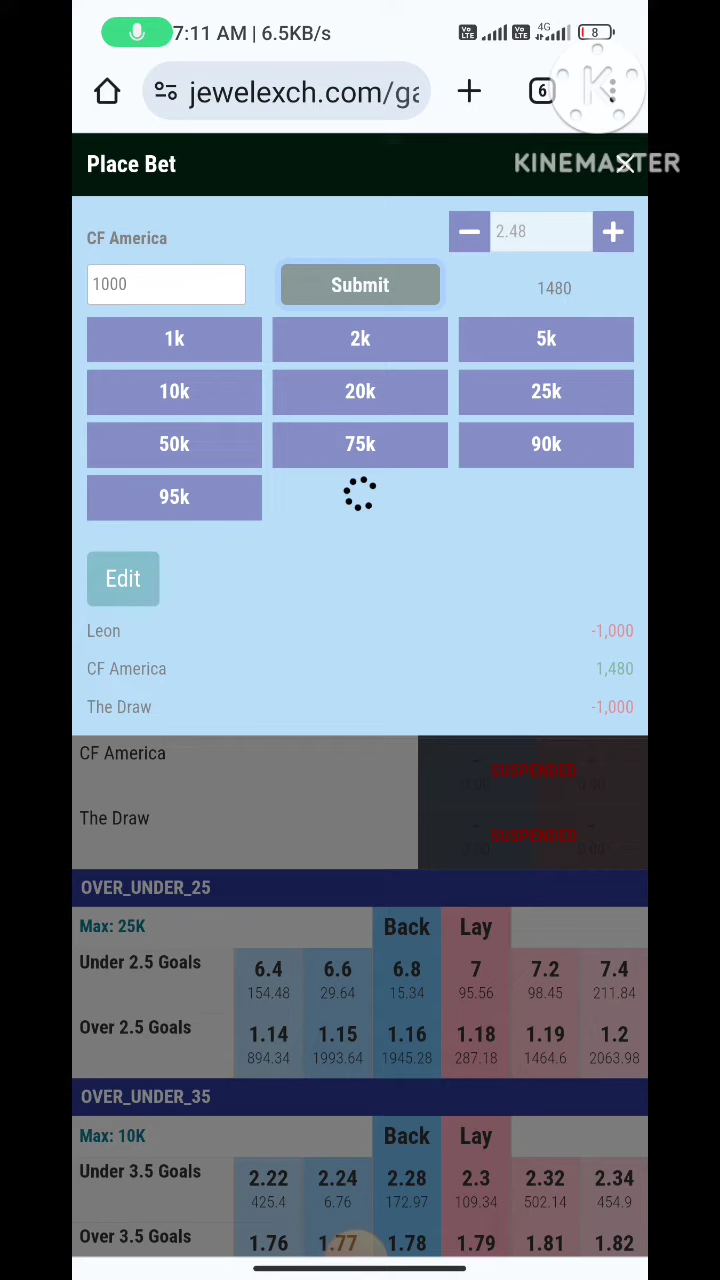 7:11 AM | 6.5KB/s Vo LTE Vo LTE 4G 8
jewelexch.com/ga 6
Place Bet KINEMASTER
CF America 2.48
1000 Submit 1480
1k 2k 5k
10k 20k 25k
50k 75k 90k
95k
Edit
Leon -1,000
CF America 1,480
The Draw -1,000
CF America SUSPENDED
The Draw SUSPENDED
OVER_UNDER_25
Max: 25K Back Lay
Under 2.5 Goals 6.4 6.6 6.8 7 7.2 7.4
154.48 29.64 15.34 95.56 98.45 211.84
Over 2.5 Goals 1.14 1.15 1.16 1.18 1.19 1.2
894.34 1993.64 1945.28 287.18 1464.6 2063.98
OVER_UNDER_35
Max: 10K Back Lay
Under 3.5 Goals 2.22 2.24 2.28 2.3 2.32 2.34
425.4 6.76 172.97 109.34 502.14 454.9
Over 3.5 Goals 1.76 1.77 1.78 1.79 1.81 1.82